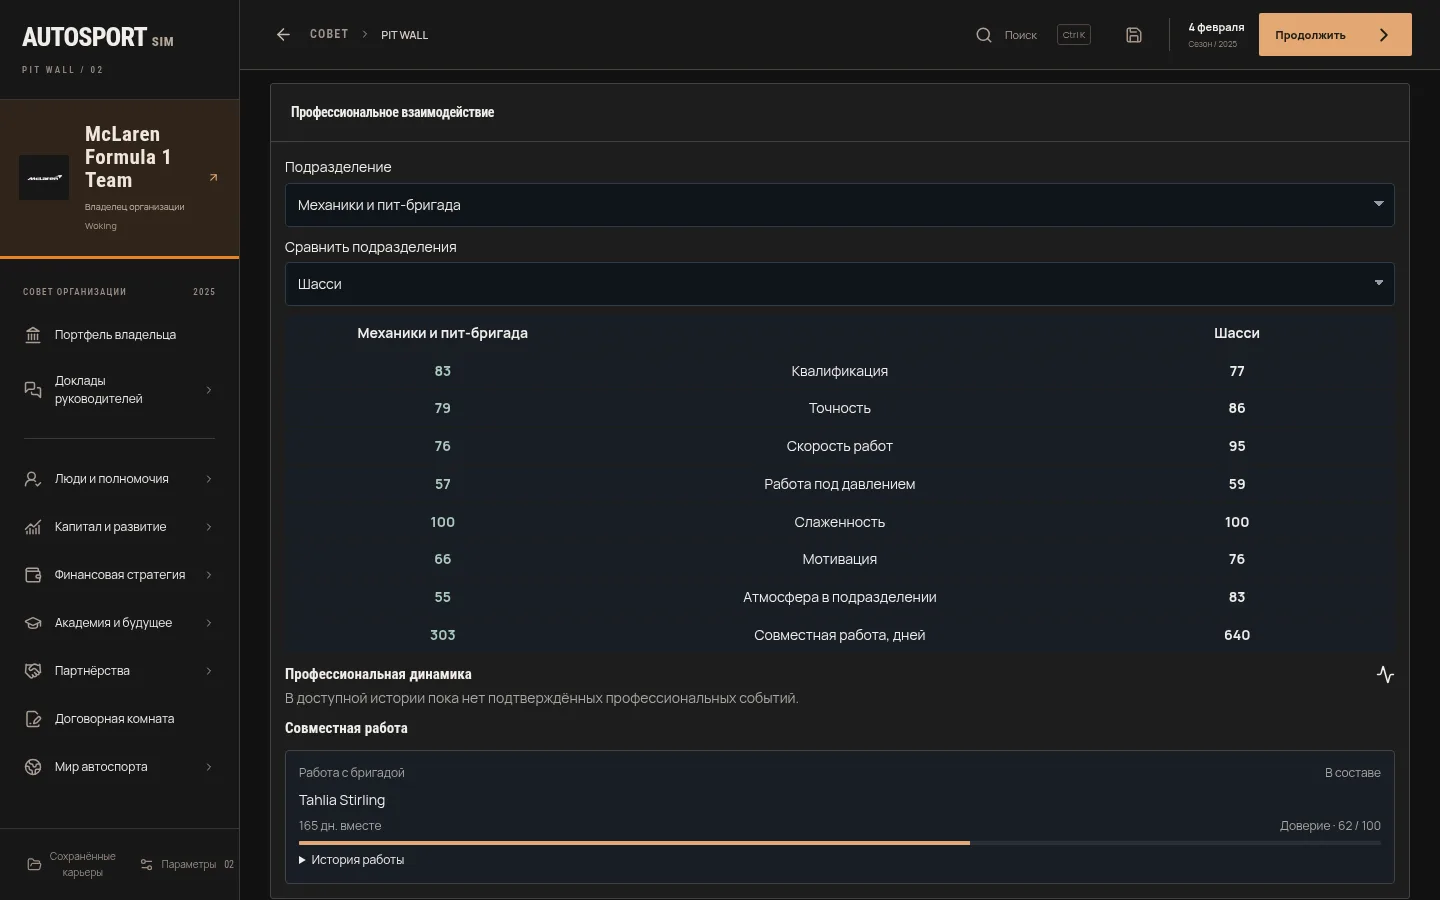 AUTOSPORT SIM
PIT WALL / 02
McLaren
Formula 1
Team
Владелец организации
Woking
СОВЕТ ОРГАНИЗАЦИИ 2025
Портфель владельца
Доклады
руководителей
Люди и полномочия
Капитал и развитие
Финансовая стратегия
Академия и будущее
Партнёрства
Договорная комната
Мир автоспорта
Сохранённые
карьеры
Параметры 02
СОВЕТ PIT WALL
Поиск Ctrl K
4 февраля
Сезон / 2025
Продолжить
Профессиональное взаимодействие
Подразделение
Механики и пит-бригада
Сравнить подразделения
Шасси
Механики и пит-бригада Шасси
83 Квалификация 77
79 Точность 86
76 Скорость работ 95
57 Работа под давлением 59
100 Слаженность 100
66 Мотивация 76
55 Атмосфера в подразделении 83
303 Совместная работа, дней 640
Профессиональная динамика
В доступной истории пока нет подтверждённых профессиональных событий.
Совместная работа
Работа с бригадой В составе
Tahlia Stirling
165 дн. вместе Доверие · 62 / 100
История работы